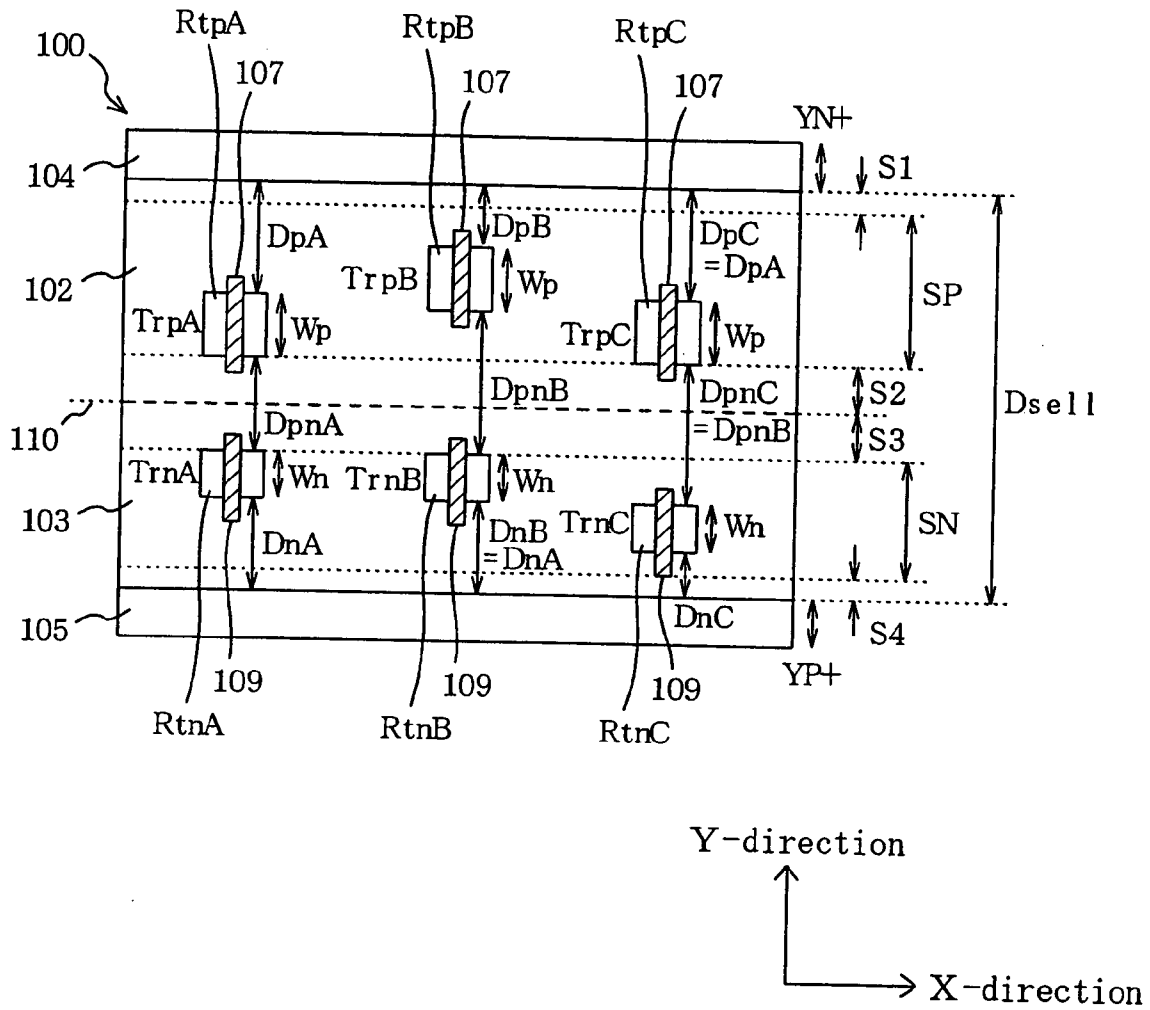 RtpA
RtpB
RtpC
100
107
107
107
YN+
104
S1
DpA
DpB
DpC
=DpA
102
TrpA
Wp
TrpB
Wp
TrpC
Wp
SP
DpnA
DpnB
DpnC
=DpnB
S2
Dsell
110
S3
TrnA
Wn
TrnB
Wn
TrnC
Wn
SN
103
DnA
DnB
=DnA
DnC
105
S4
YP+
109
109
109
RtnA
RtnB
RtnC
Y-direction
X-direction